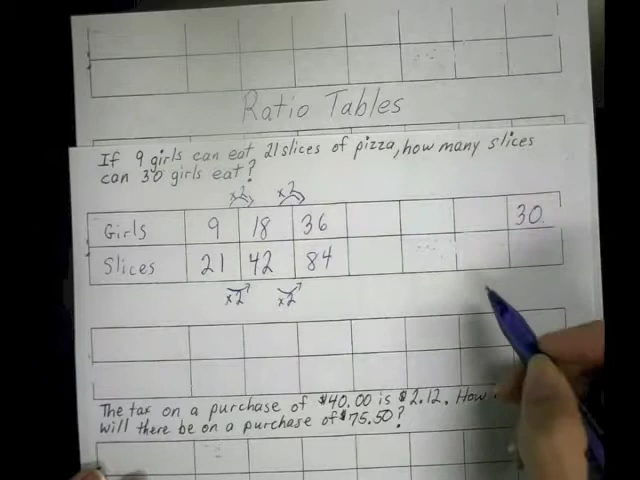 Ratio Tables
If 9 girls can eat 21 slices of pizza, how many slices
can 30 girls eat?
x2 x2
Girls 9 18 36 30
Slices 21 42 84
x2 x2
The tax on a purchase of $40.00 is $2.12. How
will there be on a purchase of $75.50?